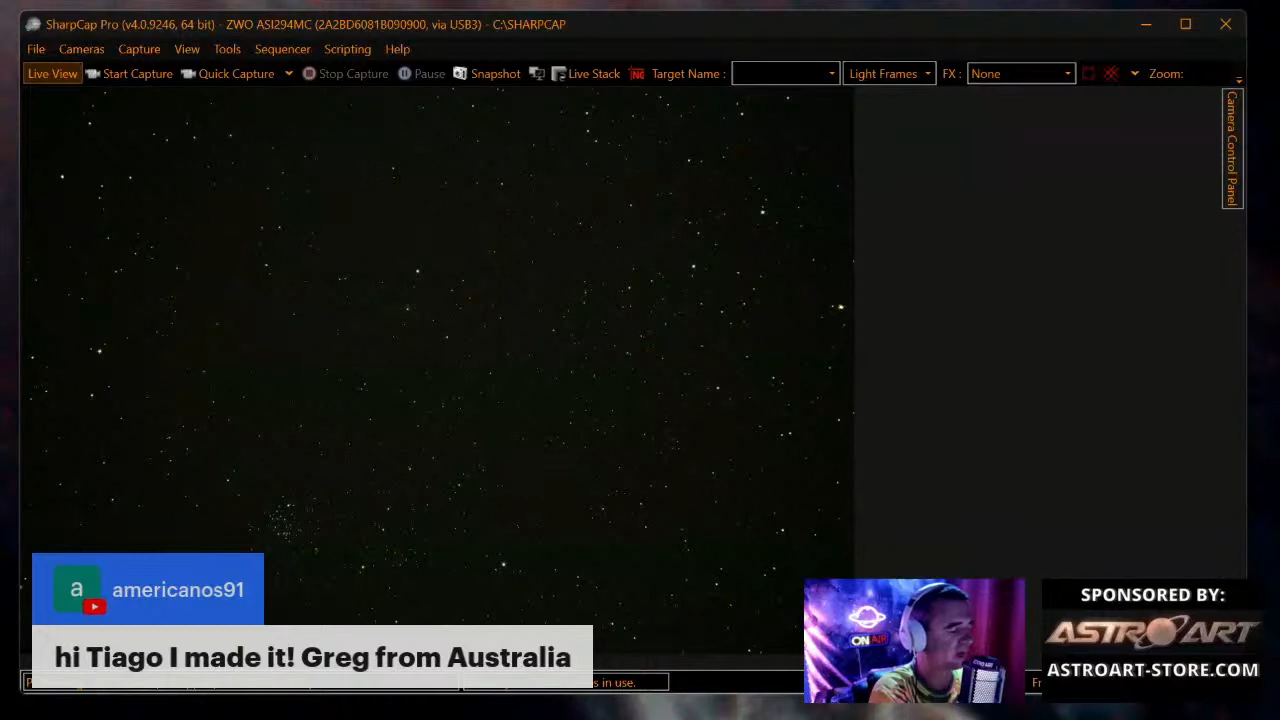 SharpCap Pro (v4.0.9246, 64 bit) - ZWO ASI294MC (2A2BD6081B090900, via USB3) - C:\SHARPCAP
File Cameras Capture View Tools Sequencer Scripting Help
Live View Start Capture Quick Capture Stop Capture Pause Snapshot Live Stack Target Name : Light Frames FX : None Zoom:
Camera Control Panel
a americanos91
hi Tiago I made it! Greg from Australia
ON AIR
SPONSORED BY:
ASTROART
ASTROART-STORE.COM
in use.